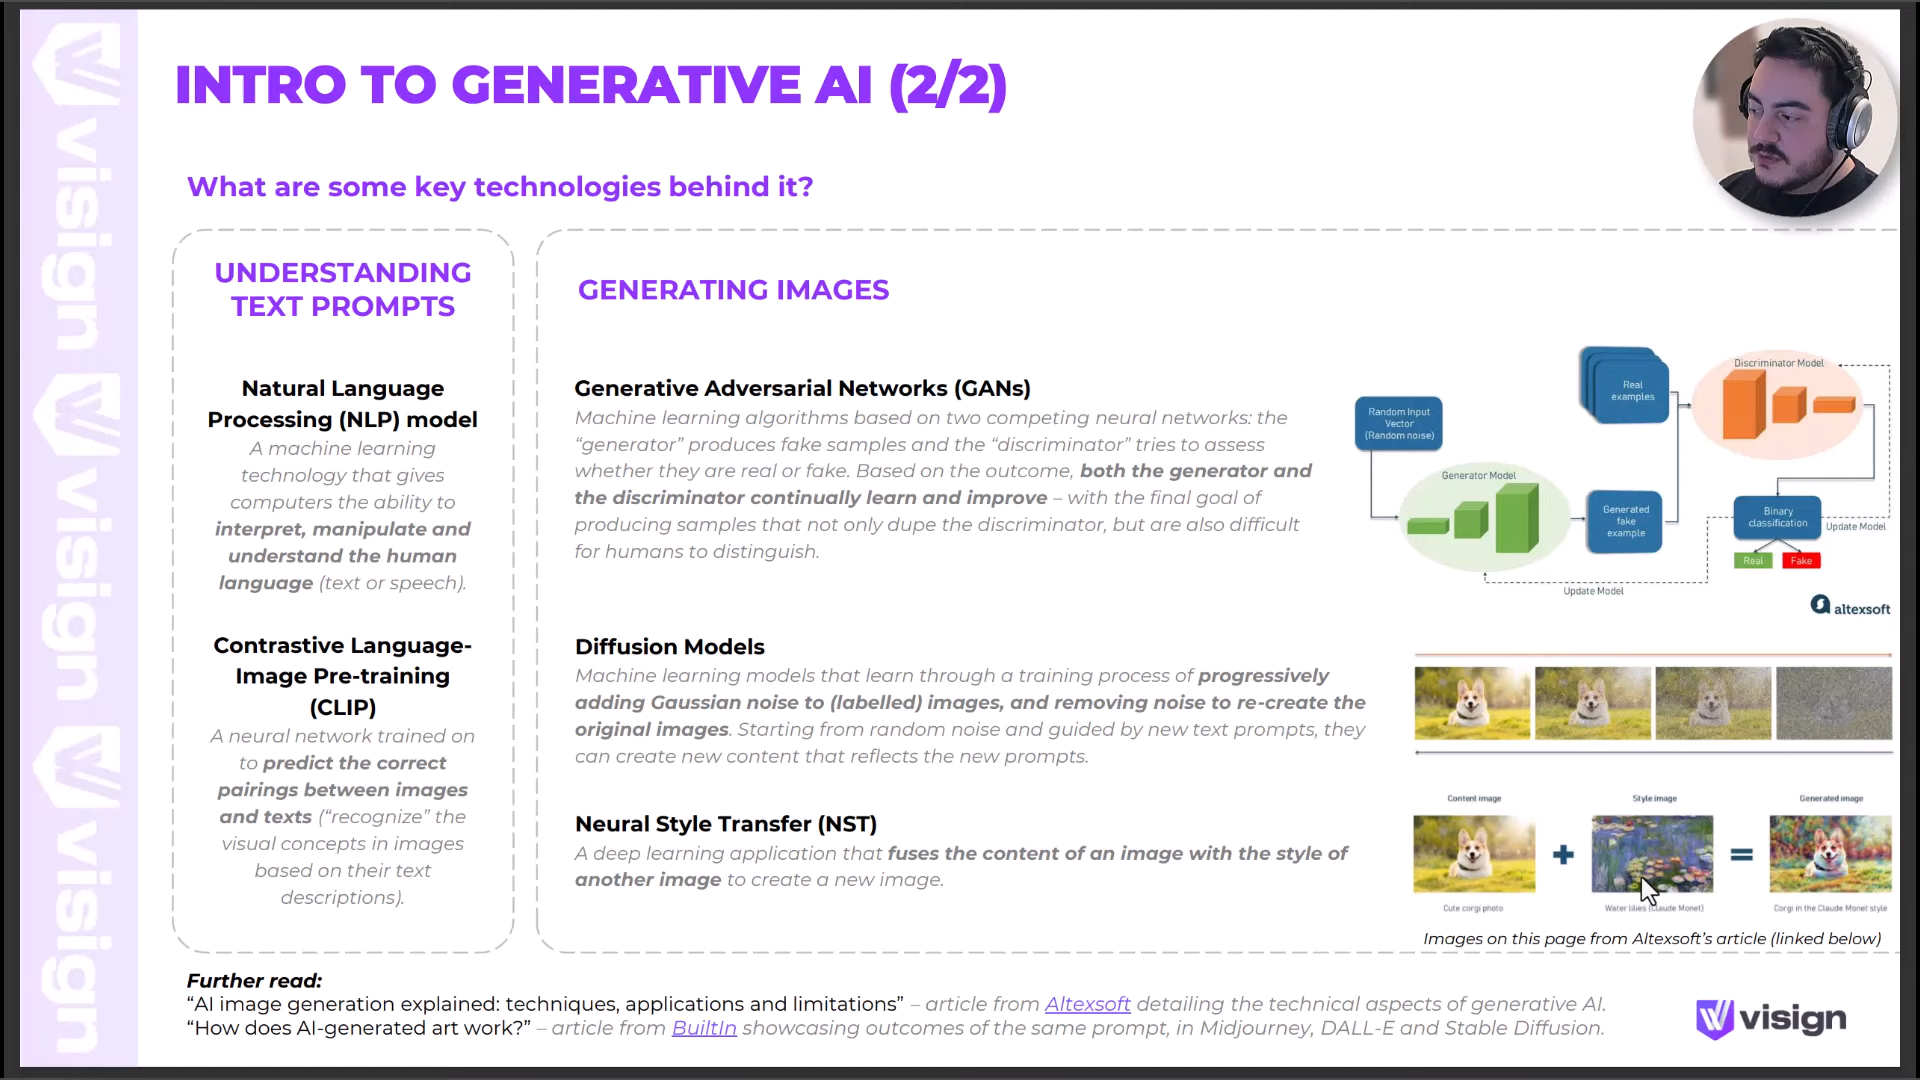 INTRO TO GENERATIVE AI (2/2)
What are some key technologies behind it?
UNDERSTANDING
TEXT PROMPTS
Natural Language
Processing (NLP) model
A machine learning
technology that gives
computers the ability to
interpret, manipulate and
understand the human
language (text or speech).
Contrastive Language-
Image Pre-training
(CLIP)
A neural network trained on
to predict the correct
pairings between images
and texts (“recognize” the
visual concepts in images
based on their text
descriptions).
GENERATING IMAGES
Generative Adversarial Networks (GANs)
Machine learning algorithms based on two competing neural networks: the
“generator” produces fake samples and the “discriminator” tries to assess
whether they are real or fake. Based on the outcome, both the generator and
the discriminator continually learn and improve – with the final goal of
producing samples that not only dupe the discriminator, but are also difficult
for humans to distinguish.
Random Input
Vector
(Random noise)
Generator Model
Real
examples
Generated
fake
example
Discriminator Model
Binary
classification
Real
Fake
Update Model
Update Model
altexsoft
Diffusion Models
Machine learning models that learn through a training process of progressively
adding Gaussian noise to (labelled) images, and removing noise to re-create the
original images. Starting from random noise and guided by new text prompts, they
can create new content that reflects the new prompts.
Neural Style Transfer (NST)
A deep learning application that fuses the content of an image with the style of
another image to create a new image.
Content image
Style image
Generated image
+
=
Cute corgi photo
Water lilies (Claude Monet)
Corgi in the Claude Monet style
Images on this page from Altexsoft’s article (linked below)
Further read:
“AI image generation explained: techniques, applications and limitations” – article from Altexsoft detailing the technical aspects of generative AI.
“How does AI-generated art work?” – article from BuiltIn showcasing outcomes of the same prompt, in Midjourney, DALL-E and Stable Diffusion.
visign
visign
visign
visign